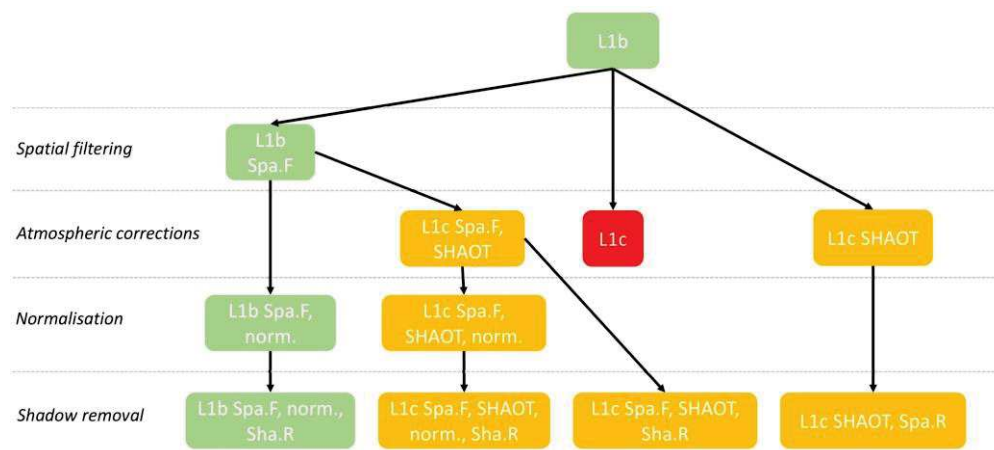 L1b
Spatial filtering
L1b
Spa.F
Atmospheric corrections
L1c Spa.F,
SHAOT
L1c
L1c SHAOT
Normalisation
L1b Spa.F,
norm.
L1c Spa.F,
SHAOT, norm.
Shadow removal
L1b Spa.F, norm.,
Sha.R
L1c Spa.F, SHAOT,
norm., Sha.R
L1c Spa.F, SHAOT,
Sha.R
L1c SHAOT, Spa.R